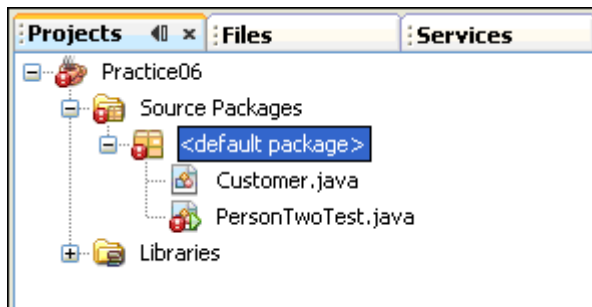 Projects Files Services
Practice06
Source Packages
<default package>
Customer.java
PersonTwoTest.java
Libraries